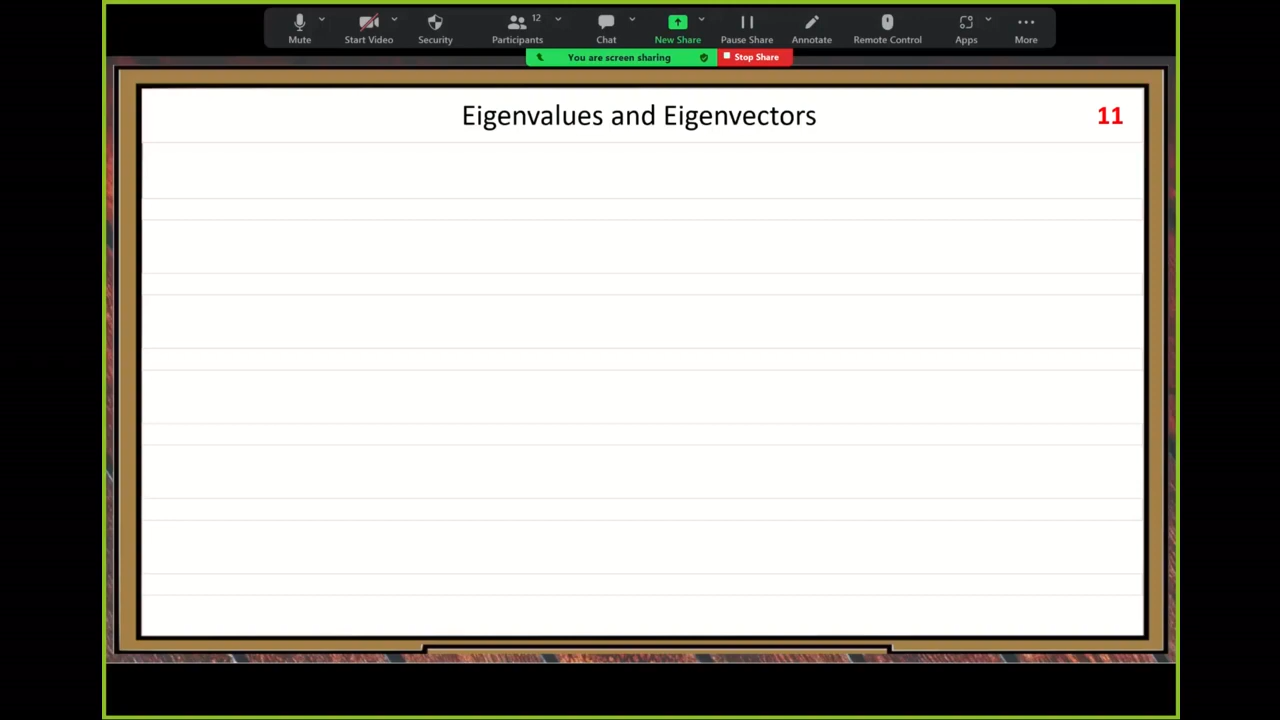 12
Mute Start Video Security Participants Chat New Share Pause Share Annotate Remote Control Apps More
You are screen sharing Stop Share
Eigenvalues and Eigenvectors 11